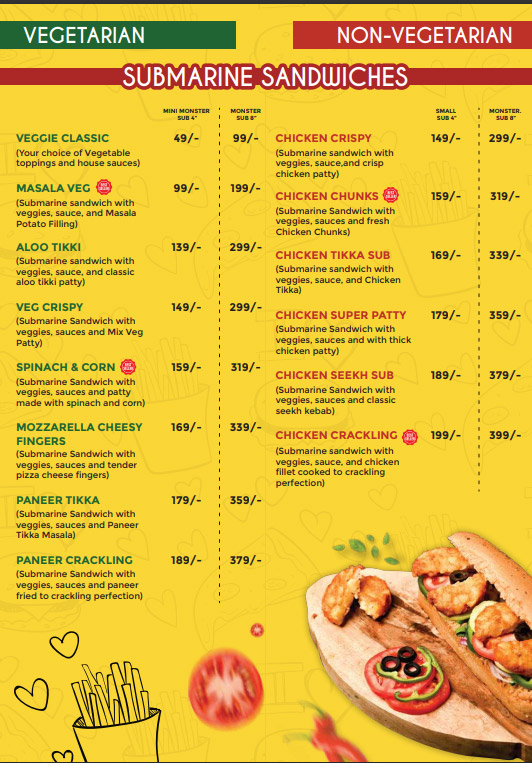 VEGETARIAN
NON-VEGETARIAN
SUBMARINE SANDWICHES
MINI MONSTER
SUB 4"
MONSTER
SUB 8"
VEGGIE CLASSIC 49/- 99/-
(Your choice of Vegetable
toppings and house sauces)
MASALA VEG 99/- 199/-
(Submarine sandwich with
veggies, sauce, and Masala
Potato Filling)
ALOO TIKKI 139/- 299/-
(Submarine sandwich with
veggies, sauce, and classic
aloo tikki patty)
VEG CRISPY 149/- 299/-
(Submarine Sandwich with
veggies, sauces and Mix Veg
Patty)
SPINACH & CORN 159/- 319/-
(Submarine Sandwich with
veggies, sauces and patty
made with spinach and corn)
MOZZARELLA CHEESY 169/- 339/-
FINGERS
(Submarine Sandwich with
veggies, sauces and tender
pizza cheese fingers)
PANEER TIKKA 179/- 359/-
(Submarine Sandwich with
veggies, sauces and Paneer
Tikka Masala)
PANEER CRACKLING 189/- 379/-
(Submarine Sandwich with
veggies, sauces and paneer
fried to crackling perfection)
SMALL
SUB 4"
MONSTER.
SUB 8"
CHICKEN CRISPY 149/- 299/-
(Submarine sandwich with
veggies, sauce,and crisp
chicken patty)
CHICKEN CHUNKS 159/- 319/-
(Submarine Sandwich with
veggies, sauces and fresh
Chicken Chunks)
CHICKEN TIKKA SUB 169/- 339/-
(Submarine sandwich with
veggies, sauce, and Chicken
Tikka)
CHICKEN SUPER PATTY 179/- 359/-
(Submarine Sandwich with
veggies, sauces and with thick
chicken patty)
CHICKEN SEEKH SUB 189/- 379/-
(Submarine Sandwich with
veggies, sauces and classic
seekh kebab)
CHICKEN CRACKLING 199/- 399/-
(Submarine sandwich with
veggies, sauce, and chicken
fillet cooked to crackling
perfection)